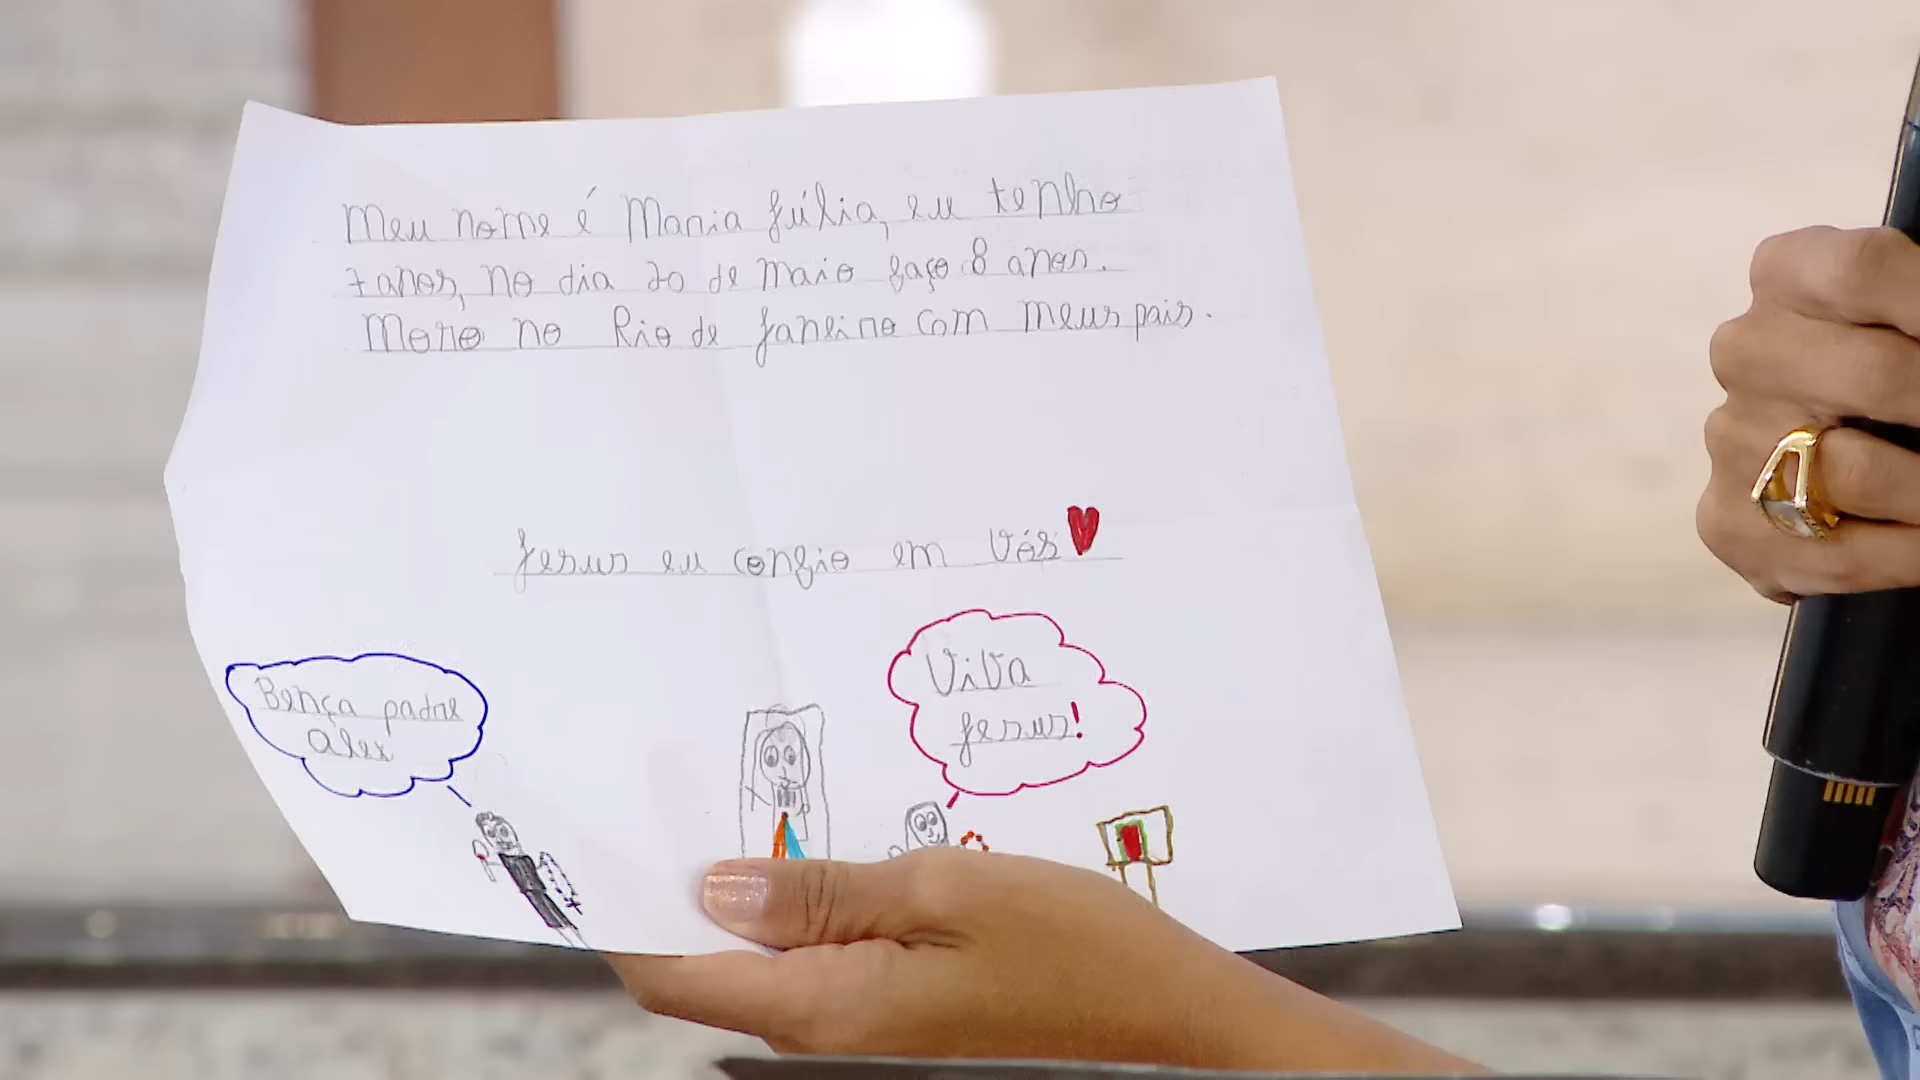 Meu nome é Maria Júlia, eu tenho
7 anos, no dia 20 de maio faço 8 anos.
Moro no Rio de Janeiro com meus pais.
Jesus eu confio em Vós
Bença padre
alex
Viva
Jesus!